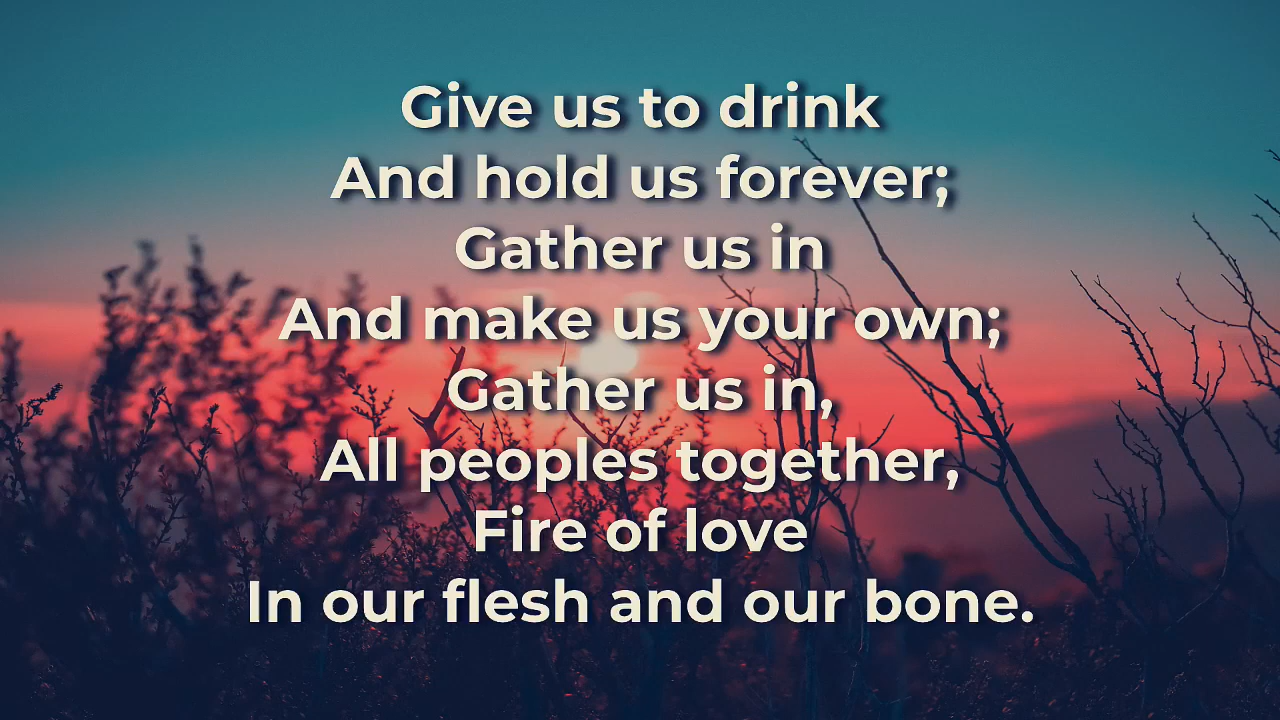 Give us to drink
And hold us forever;
Gather us in
And make us your own;
Gather us in,
All peoples together,
Fire of love
In our flesh and our bone.